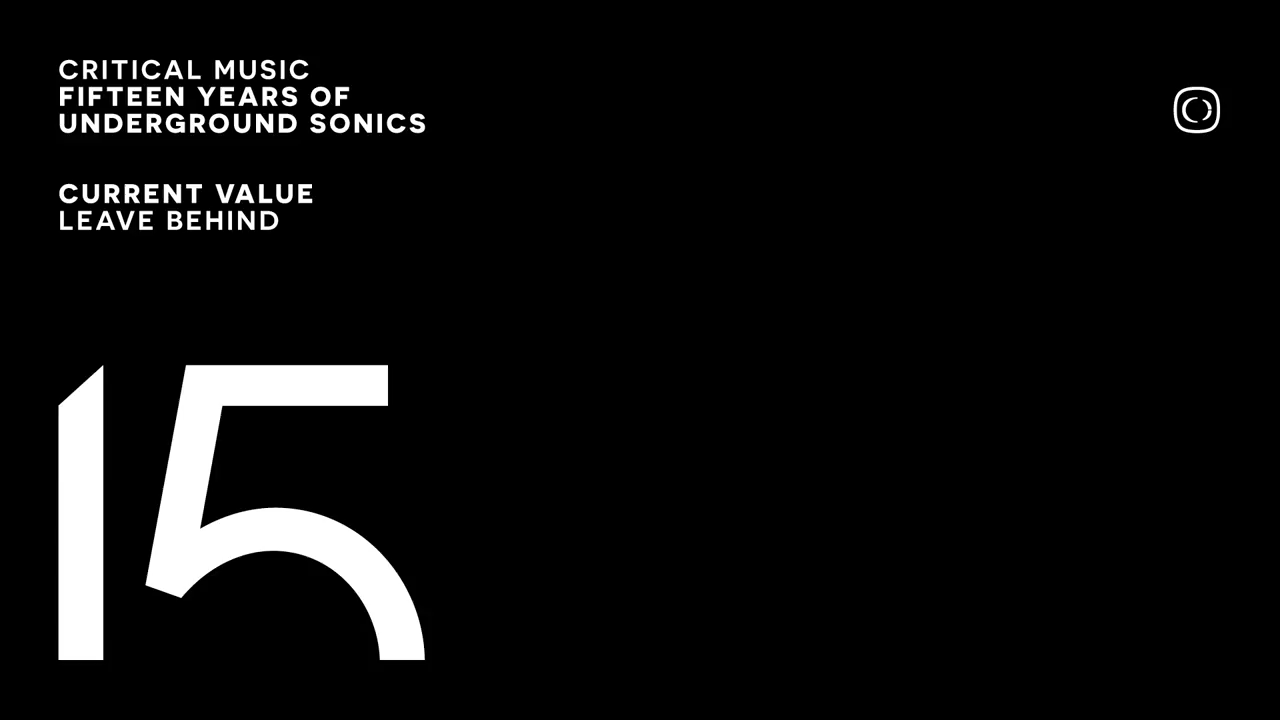 CRITICAL MUSIC
FIFTEEN YEARS OF
UNDERGROUND SONICS
CURRENT VALUE
LEAVE BEHIND
15